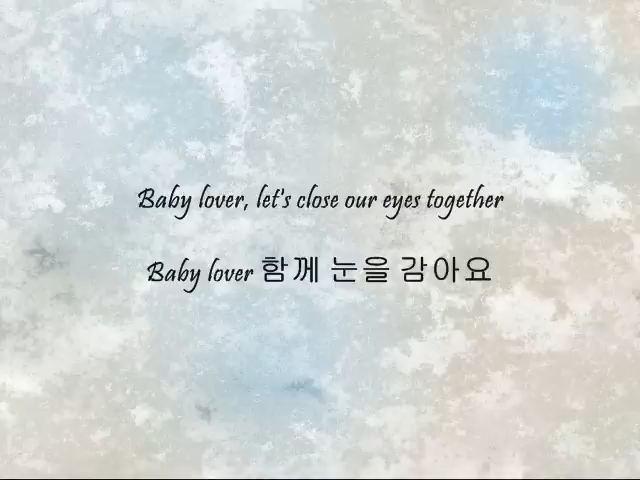 Baby lover, let's close our eyes together
Baby lover 함께 눈을 감아요